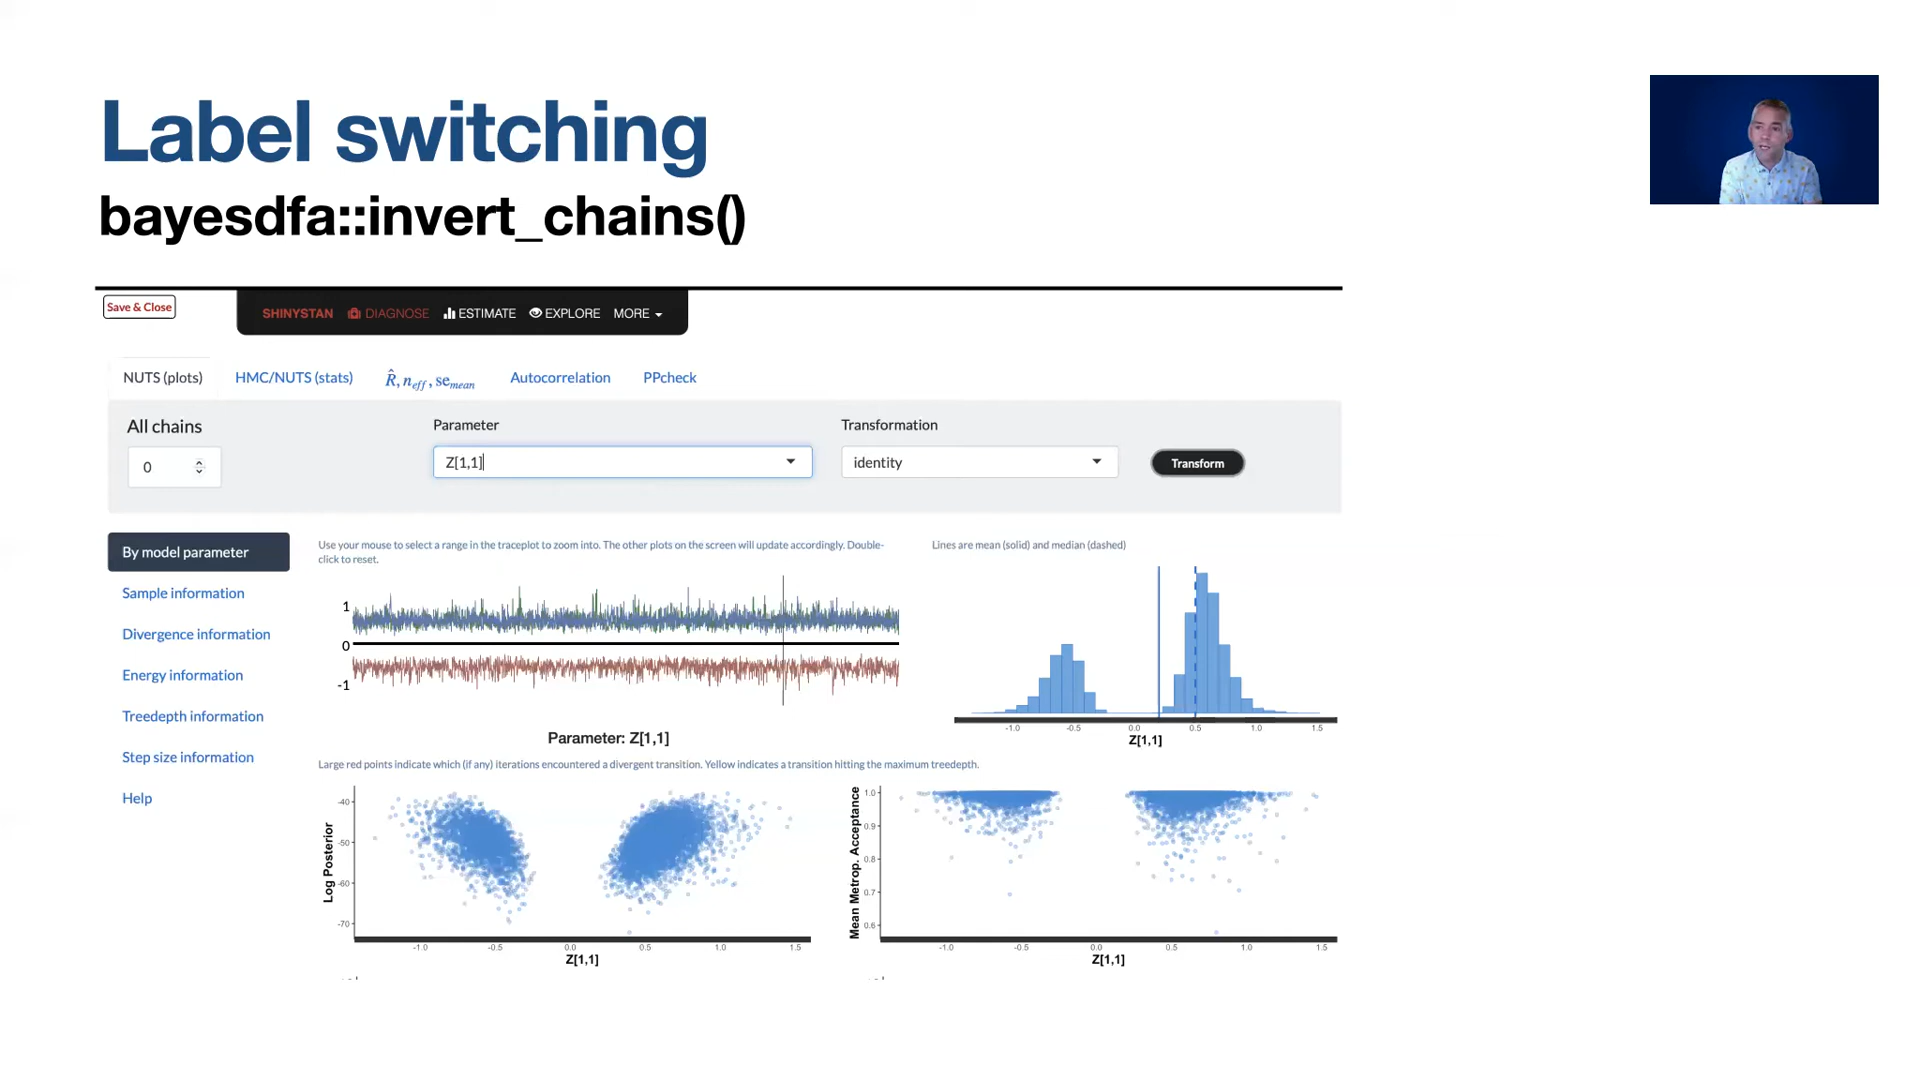 Label switching
bayesdfa::invert_chains()
Save & Close
SHINYSTAN DIAGNOSE ESTIMATE EXPLORE MORE
NUTS (plots) HMC/NUTS (stats) R̂, n_eff, se_mean Autocorrelation PPcheck
All chains Parameter Transformation
0 Z[1,1] identity Transform
By model parameter
Sample information
Divergence information
Energy information
Treedepth information
Step size information
Help
Use your mouse to select a range in the traceplot to zoom into. The other plots on the screen will update accordingly. Double-
click to reset.
1
0
-1
Parameter: Z[1,1]
Lines are mean (solid) and median (dashed)
-1.0 -0.5 0.0 0.5 1.0 1.5
Z[1,1]
Large red points indicate which (if any) iterations encountered a divergent transition. Yellow indicates a transition hitting the maximum treedepth.
Log Posterior
-40
-50
-60
-70
-1.0 -0.5 0.0 0.5 1.0 1.5
Z[1,1]
Mean Metrop. Acceptance
1.0
0.9
0.8
0.7
0.6
-1.0 -0.5 0.0 0.5 1.0 1.5
Z[1,1]